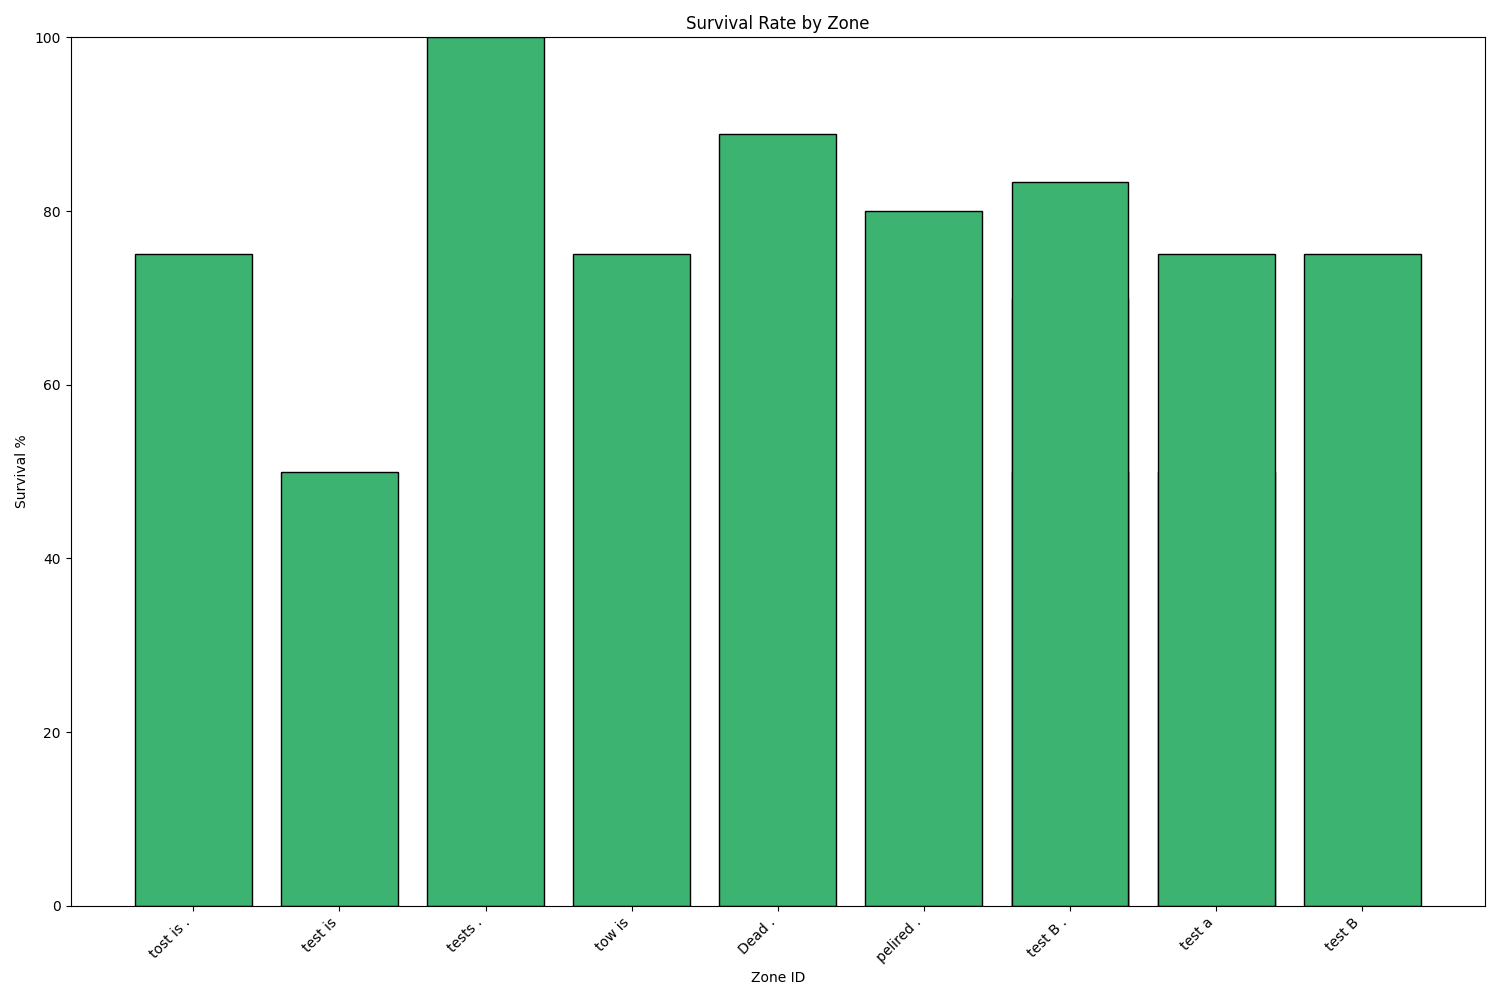 Survival Rate by Zone
100
80
60
40
20
0
Survival %
tost is .
test is
tests .
tow is
Dead .
pelired .
test B .
test a
test B
Zone ID